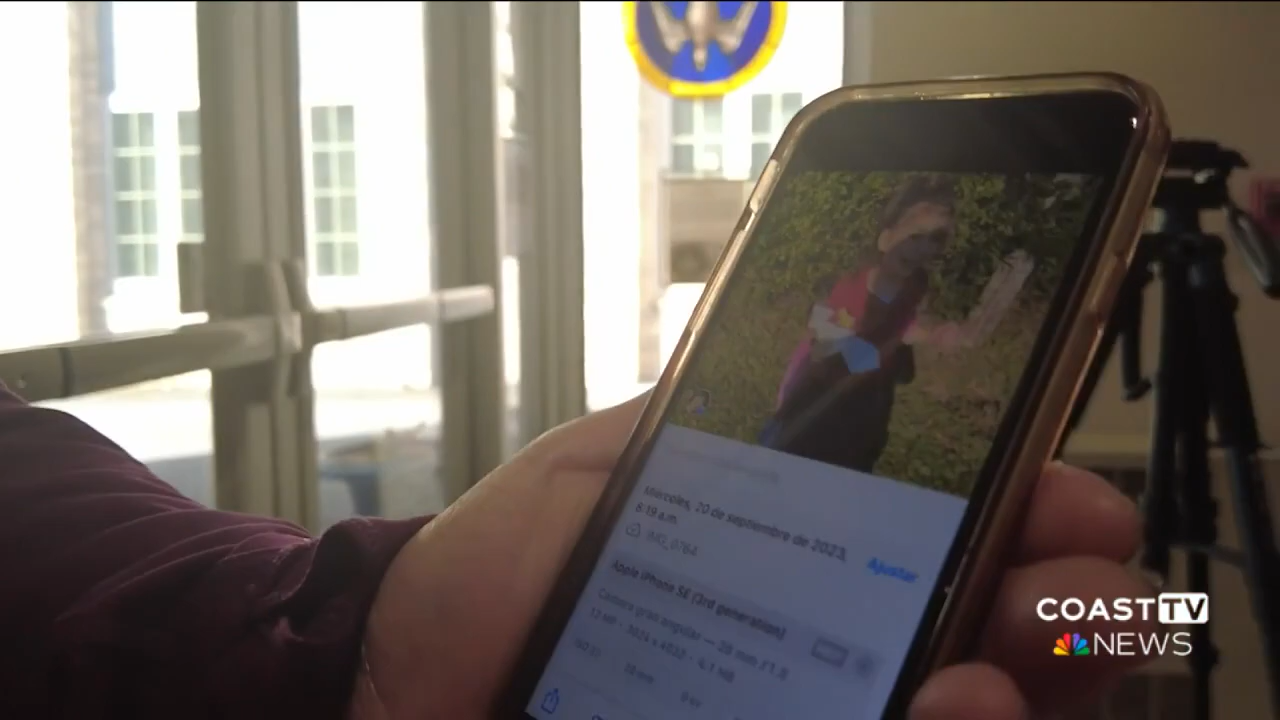 Miércoles, 20 de septiembre de 2023,
6:19 a.m.
Ajustar
IMG_0764
Apple iPhone SE (3rd generation)
Cámara gran angular — 28 mm ƒ1.8
12 MP • 3024 x 4032 • 4.1 MB
COAST TV
NEWS